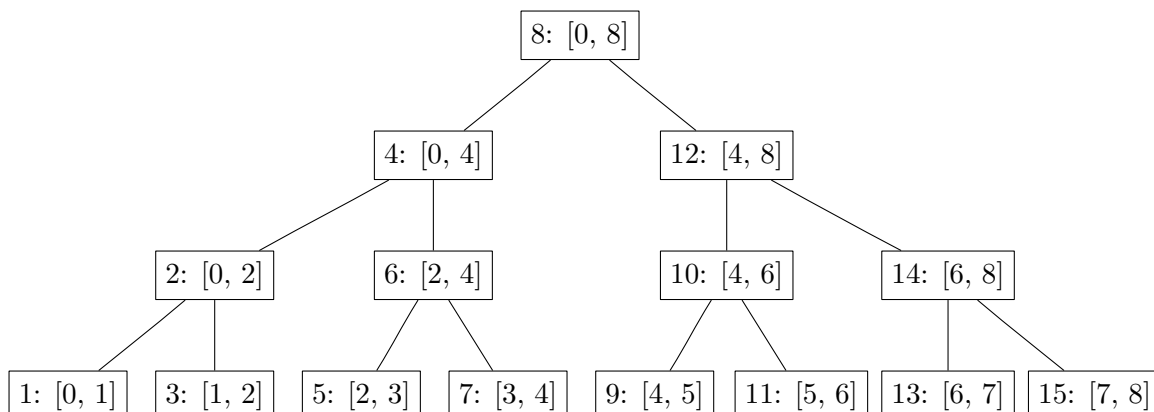 8: [0, 8]
4: [0, 4] 12: [4, 8]
2: [0, 2] 6: [2, 4] 10: [4, 6] 14: [6, 8]
1: [0, 1] 3: [1, 2] 5: [2, 3] 7: [3, 4] 9: [4, 5] 11: [5, 6] 13: [6, 7] 15: [7, 8]